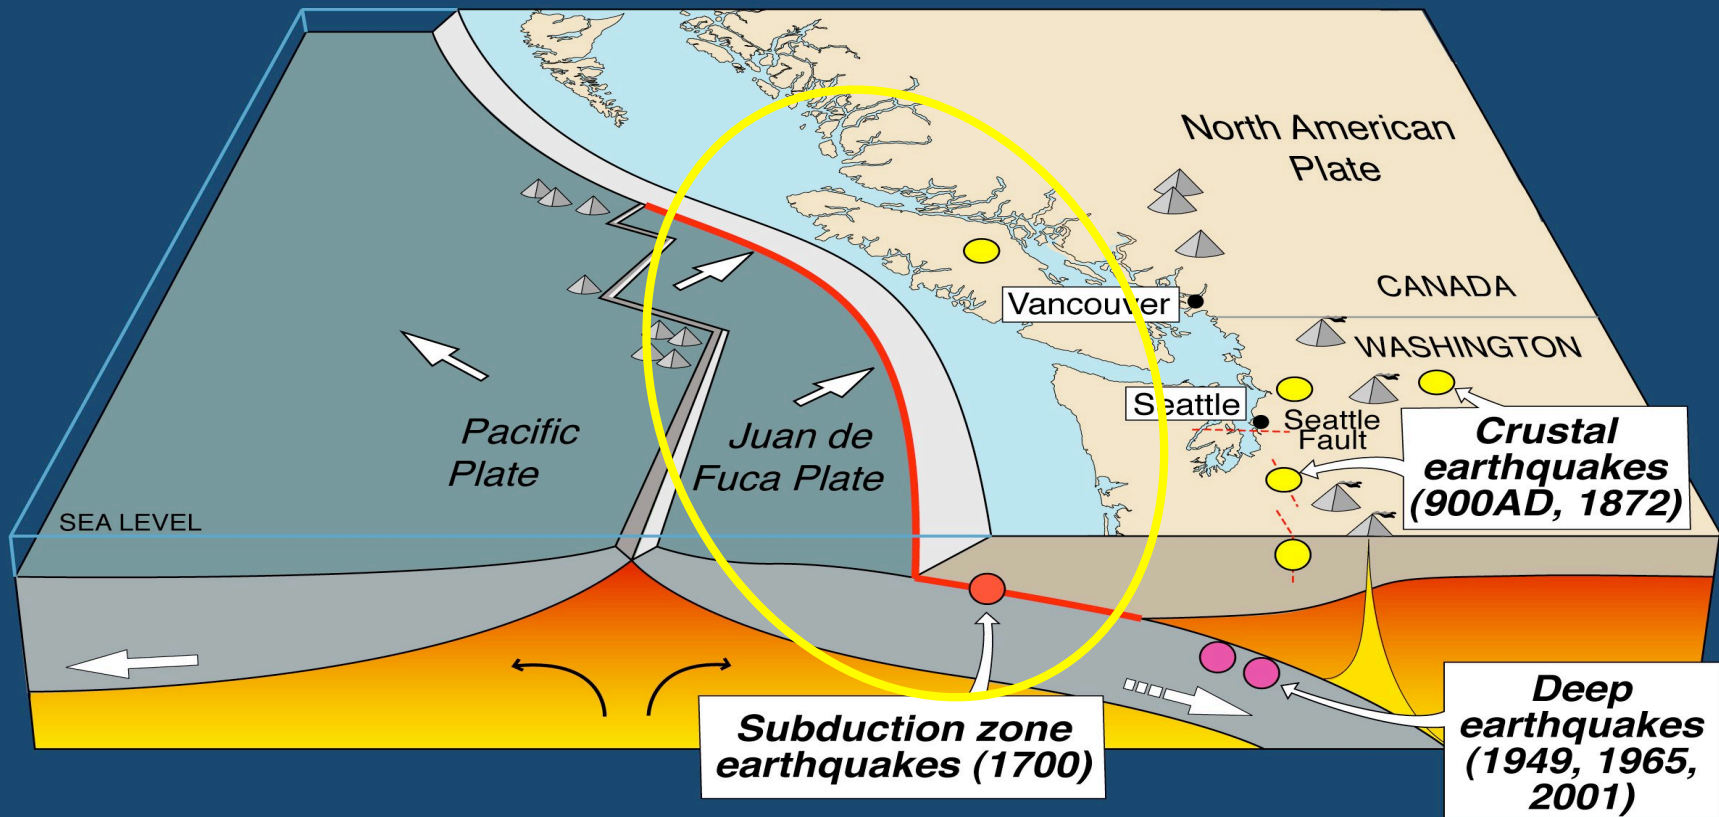 North American
Plate
CANADA
Vancouver
WASHINGTON
Seattle
Seattle
Fault
Crustal
earthquakes
(900AD, 1872)
Pacific
Plate
Juan de
Fuca Plate
SEA LEVEL
Subduction zone
earthquakes (1700)
Deep
earthquakes
(1949, 1965,
2001)